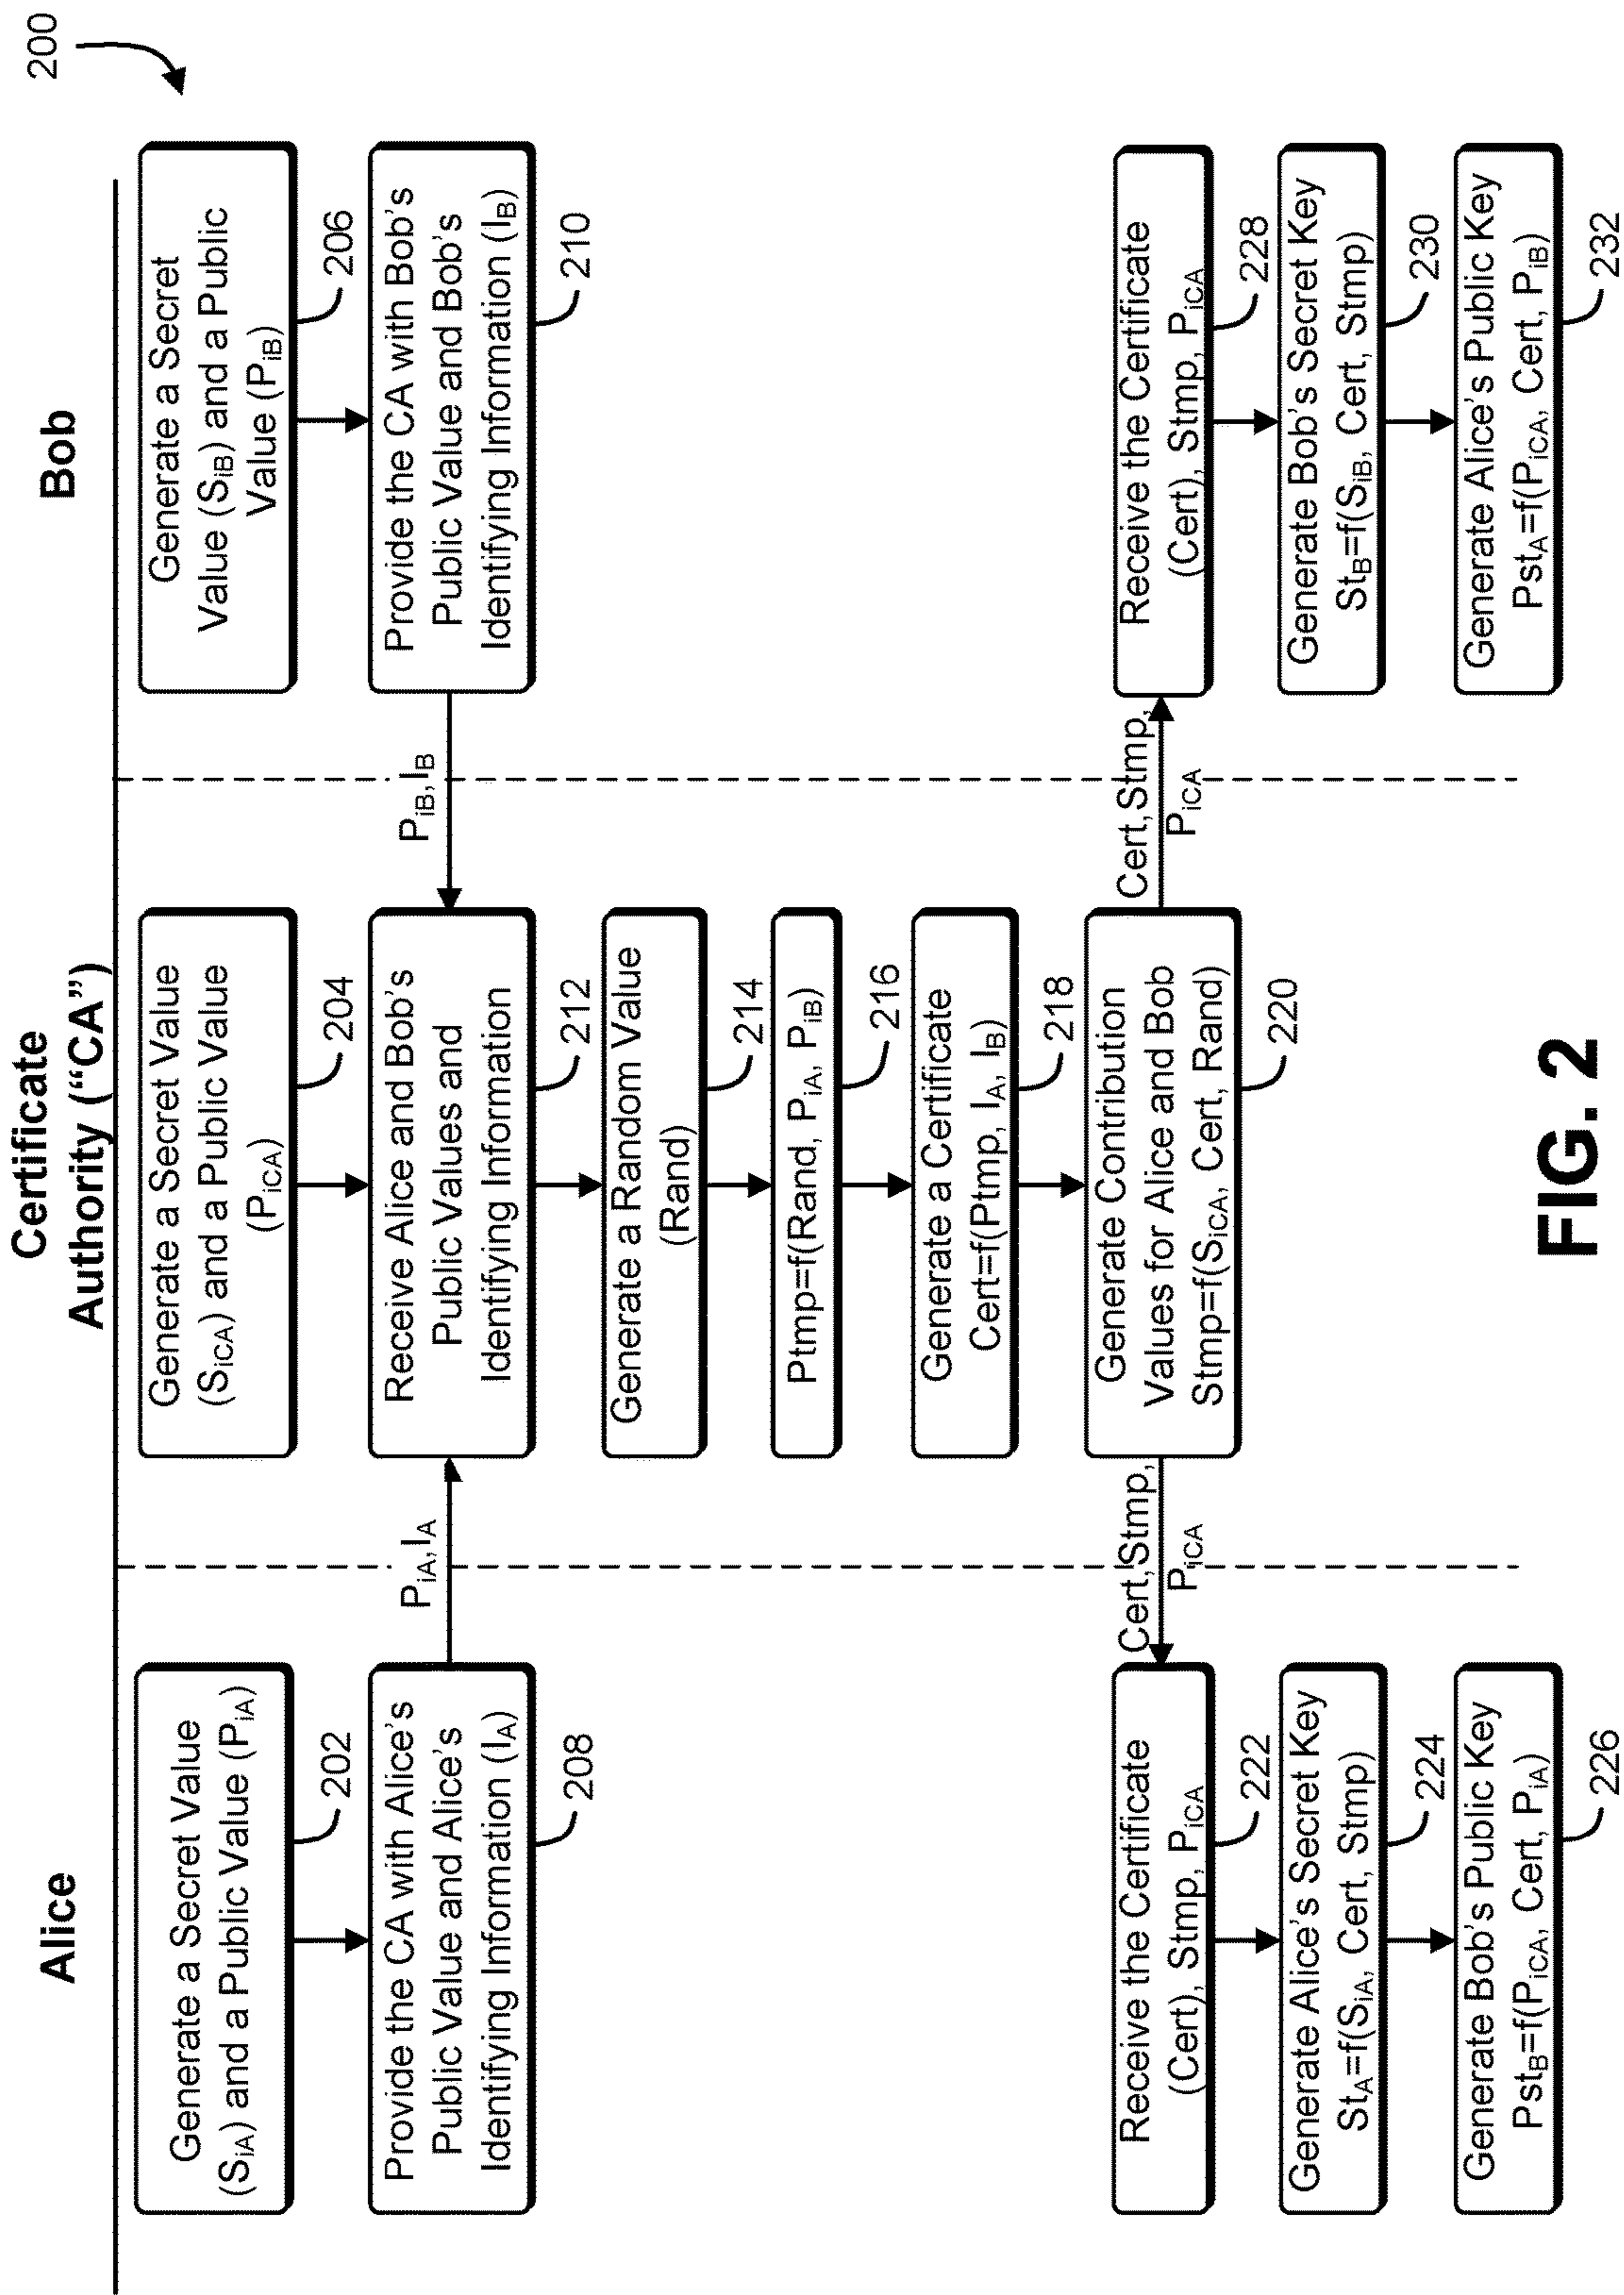 200
Alice
Certificate
Authority (“CA”)
Bob
Generate a Secret Value
(SiA) and a Public Value (PiA)
202
Generate a Secret Value
(SiCA) and a Public Value
(PiCA)
204
Generate a Secret
Value (SiB) and a Public
Value (PiB)
206
Provide the CA with Alice's
Public Value and Alice's
Identifying Information (IA)
208
PiA, IA
Receive Alice and Bob's
Public Values and
Identifying Information
212
PiB, IB
Provide the CA with Bob's
Public Value and Bob's
Identifying Information (IB)
210
Generate a Random Value
(Rand)
214
Ptmp=f(Rand, PiA, PiB)
216
Generate a Certificate
Cert=f(Ptmp, IA, IB)
218
Generate Contribution
Values for Alice and Bob
Stmp=f(SiCA, Cert, Rand)
220
Cert,Stmp,
PiCA
Cert,Stmp,
PiCA
Receive the Certificate
(Cert), Stmp, PiCA
222
Generate Alice's Secret Key
StA=f(SiA, Cert, Stmp)
224
Generate Bob's Public Key
PstB=f(PiCA, Cert, PiA)
226
Receive the Certificate
(Cert), Stmp, PiCA
228
Generate Bob's Secret Key
StB=f(SiB, Cert, Stmp)
230
Generate Alice's Public Key
PstA=f(PiCA, Cert, PiB)
232
FIG. 2